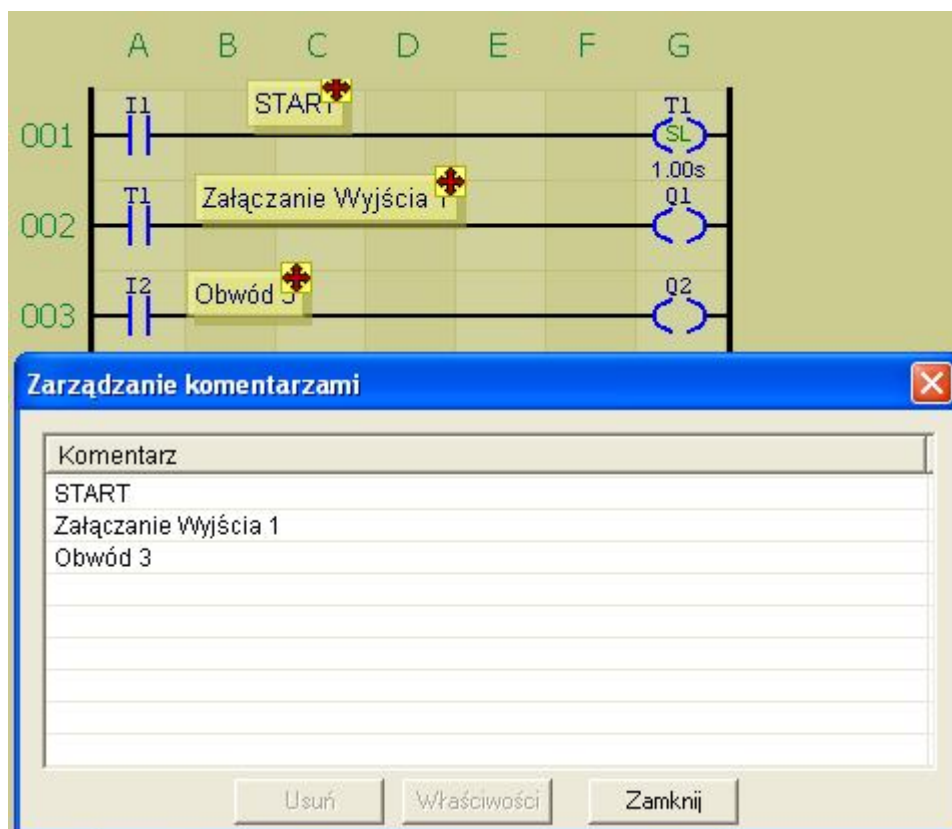 A B C D E F G
I1 START T1
001 SL
1.00s
T1 Załączanie Wyjścia 1 Q1
002
I2 Obwód 3 Q2
003
Zarządzanie komentarzami
Komentarz
START
Załączanie Wyjścia 1
Obwód 3
Usuń Właściwości Zamknij